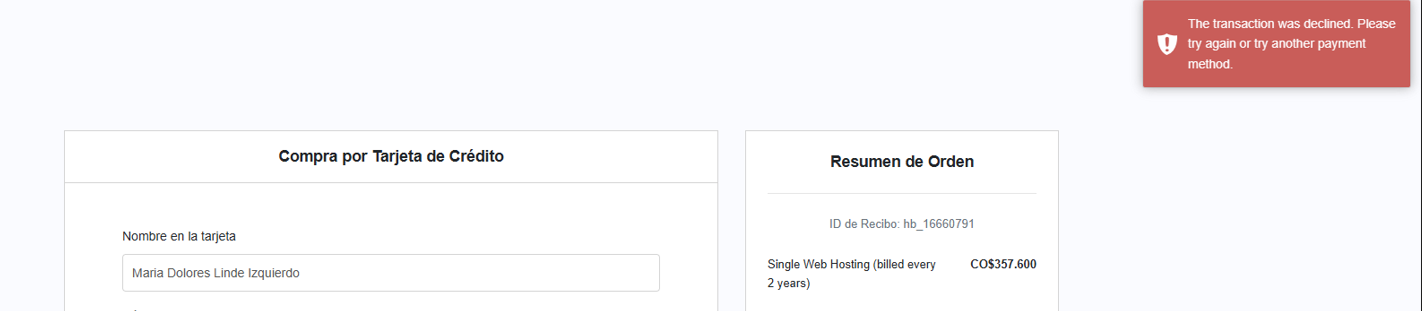 The transaction was declined. Please
try again or try another payment
method.
Compra por Tarjeta de Crédito
Nombre en la tarjeta
Maria Dolores Linde Izquierdo
Resumen de Orden
ID de Recibo: hb_16660791
Single Web Hosting (billed every CO$357.600
2 years)